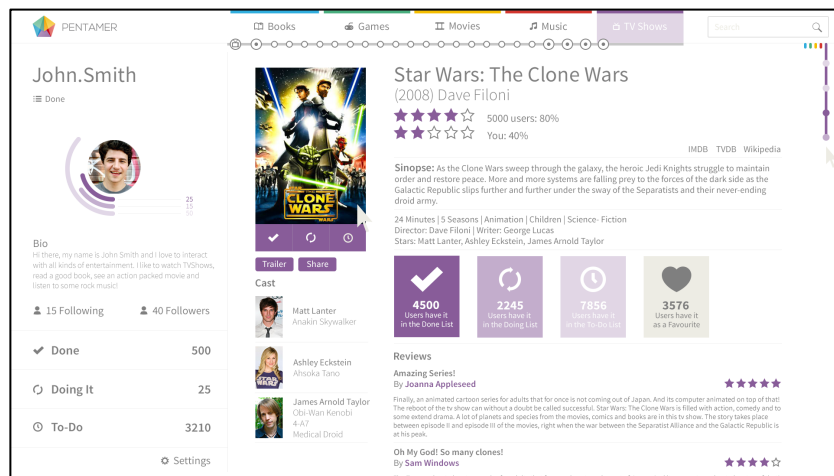 PENTAMER
Books
Games
Movies
Music
TV Shows
Search
John.Smith
Done
25
15
10
Bio
Hi there, my name is John Smith and I love to interact
with all kinds of entertainment. I like to watch TVShows,
read a good book, see an action packed movie and
listen to some rock music!
15 Following
40 Followers
Done 500
Doing It 25
To-Do 3210
Settings
STAR WARS
THE
CLONE
WARS
Trailer
Share
Cast
Matt Lanter
Anakin Skywalker
Ashley Eckstein
Ahsoka Tano
James Arnold Taylor
Obi-Wan Kenobi
4-A7
Medical Droid
Star Wars: The Clone Wars
(2008) Dave Filoni
5000 users: 80%
You: 40%
IMDB TVDB Wikipedia
Sinopse: As the Clone Wars sweep through the galaxy, the heroic Jedi Knights struggle to maintain
order and restore peace. More and more systems are falling prey to the forces of the dark side as the
Galactic Republic slips further and further under the sway of the Separatists and their never-ending
droid army.
24 Minutes | 5 Seasons | Animation | Children | Science- Fiction
Director: Dave Filoni | Writer: George Lucas
Stars: Matt Lanter, Ashley Eckstein, James Arnold Taylor
4500
Users have it
in the Done List
2245
Users have it
in the Doing List
7856
Users have it
in the To-Do List
3576
Users have it
as a Favourite
Reviews
Amazing Series!
By Joanna Appleseed
Finally, an animated cartoon series for adults that for once is not coming out of Japan. And its computer animated on top of that!
The reboot of the tv show can without a doubt be called successful. Star Wars: The Clone Wars is filled with action, comedy and to
some extend drama. A lot of planets and species from the movies, comics and books are in this tv show. The story takes place
between episode II and episode III of the movies, right when the war between the Separatist Alliance and the Galactic Republic is
at his peak.
Oh My God! So many clones!
By Sam Windows